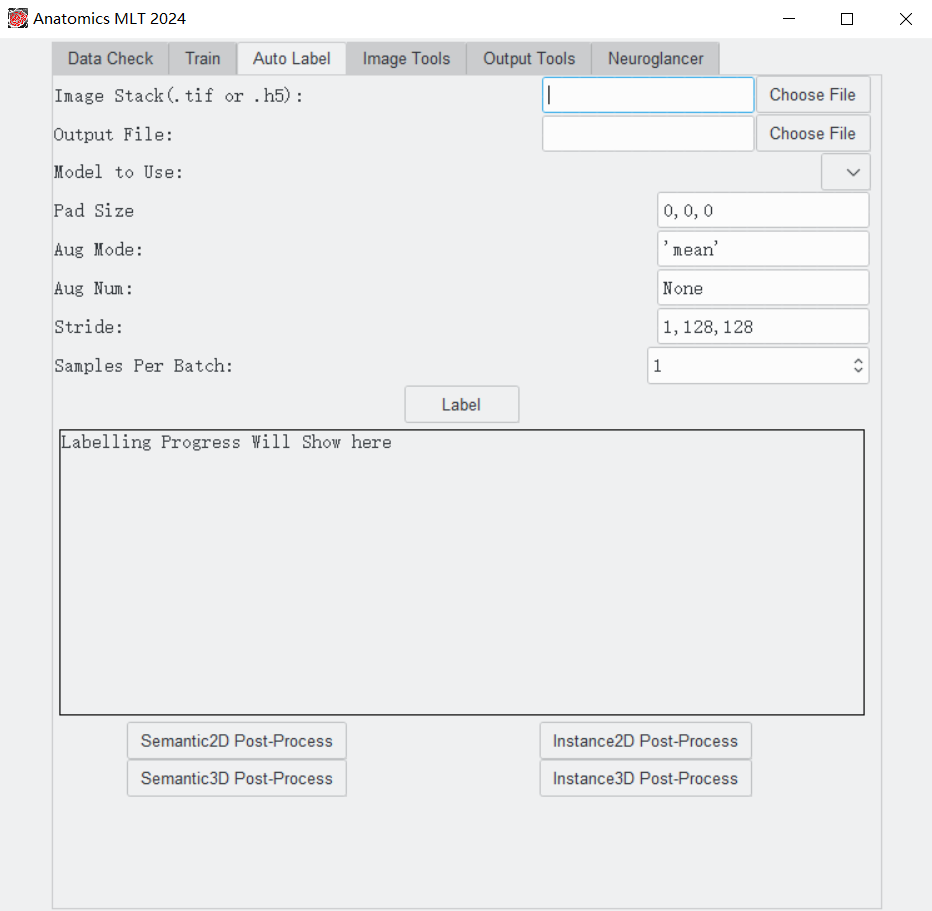 Anatomics MLT 2024
Data Check Train Auto Label Image Tools Output Tools Neuroglancer
Image Stack(.tif or .h5): Choose File
Output File: Choose File
Model to Use:
Pad Size 0,0,0
Aug Mode: 'mean'
Aug Num: None
Stride: 1,128,128
Samples Per Batch: 1
Label
Labelling Progress Will Show here
Semantic2D Post-Process Instance2D Post-Process
Semantic3D Post-Process Instance3D Post-Process